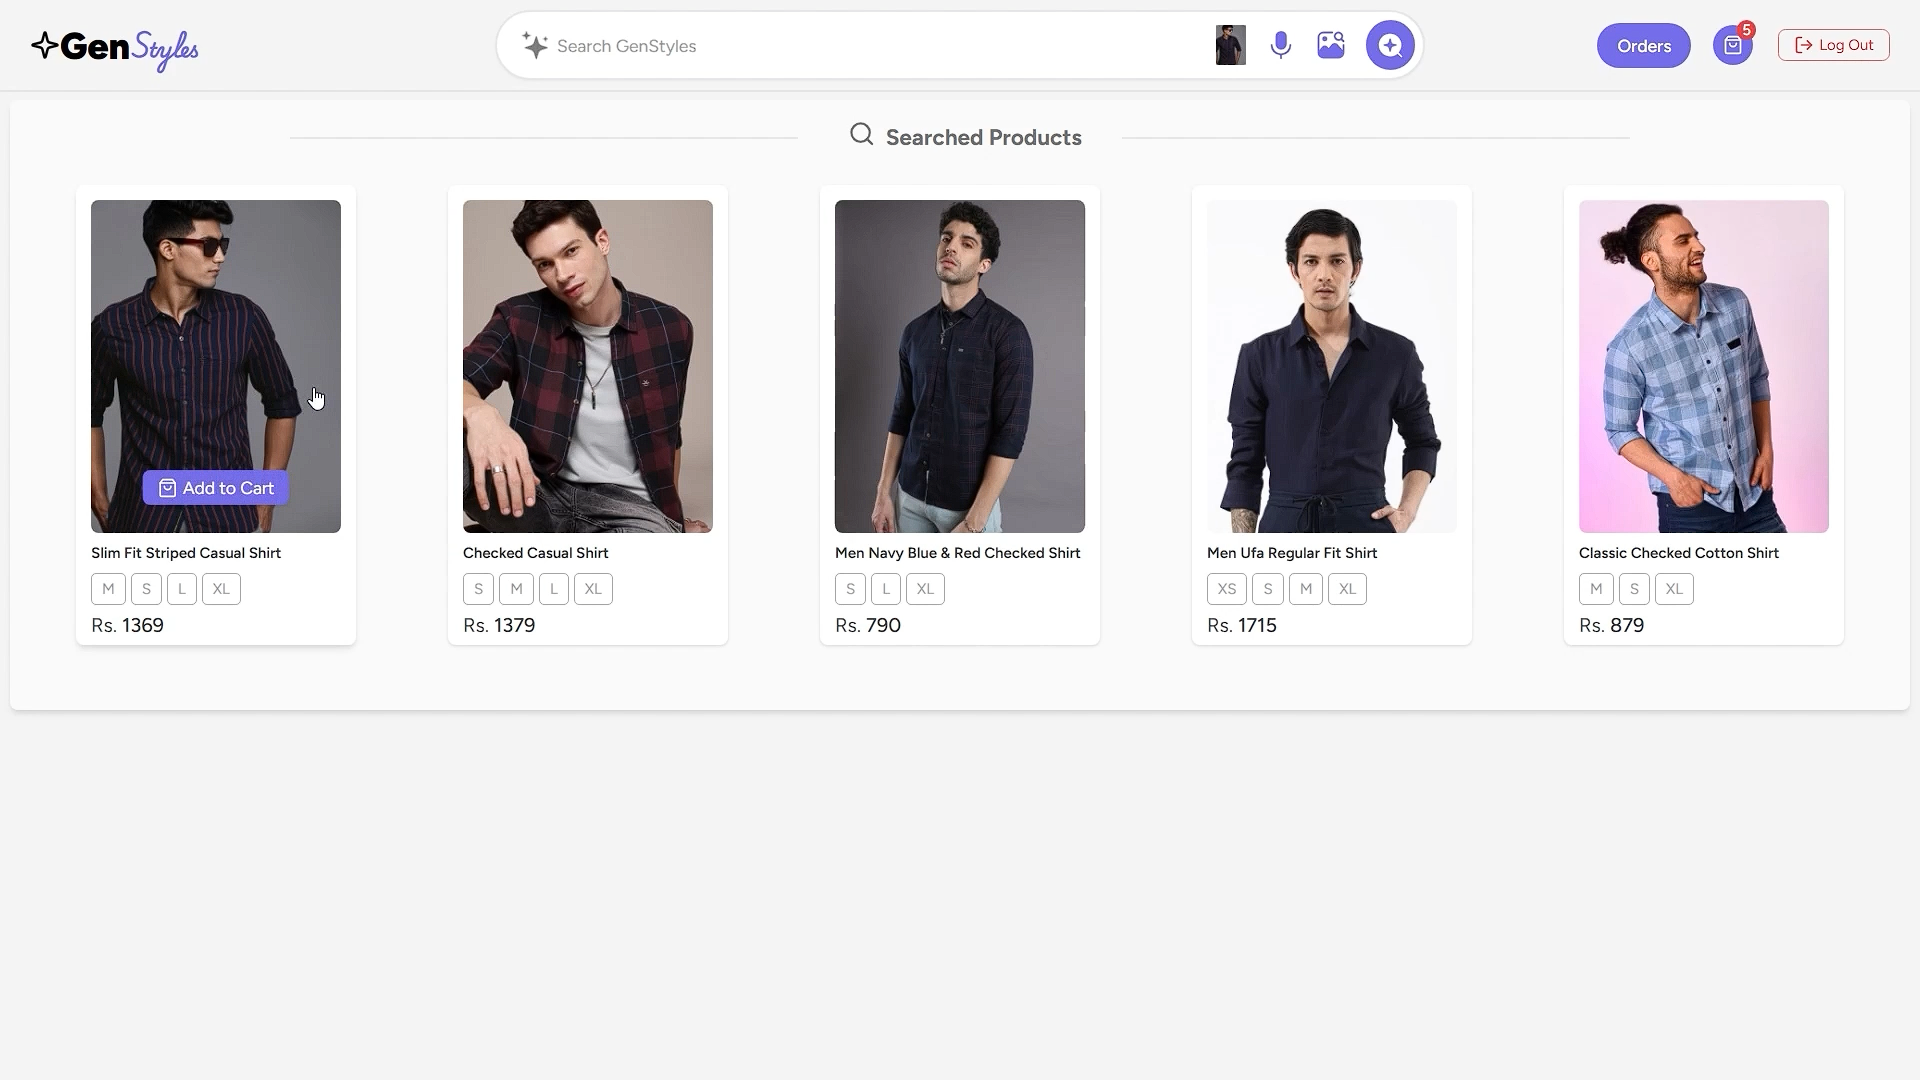 GenStyles
Search GenStyles
Orders
5
Log Out
Searched Products
Add to Cart
Slim Fit Striped Casual Shirt
M S L XL
Rs. 1369
Checked Casual Shirt
S M L XL
Rs. 1379
Men Navy Blue & Red Checked Shirt
S L XL
Rs. 790
Men Ufa Regular Fit Shirt
XS S M XL
Rs. 1715
Classic Checked Cotton Shirt
M S XL
Rs. 879